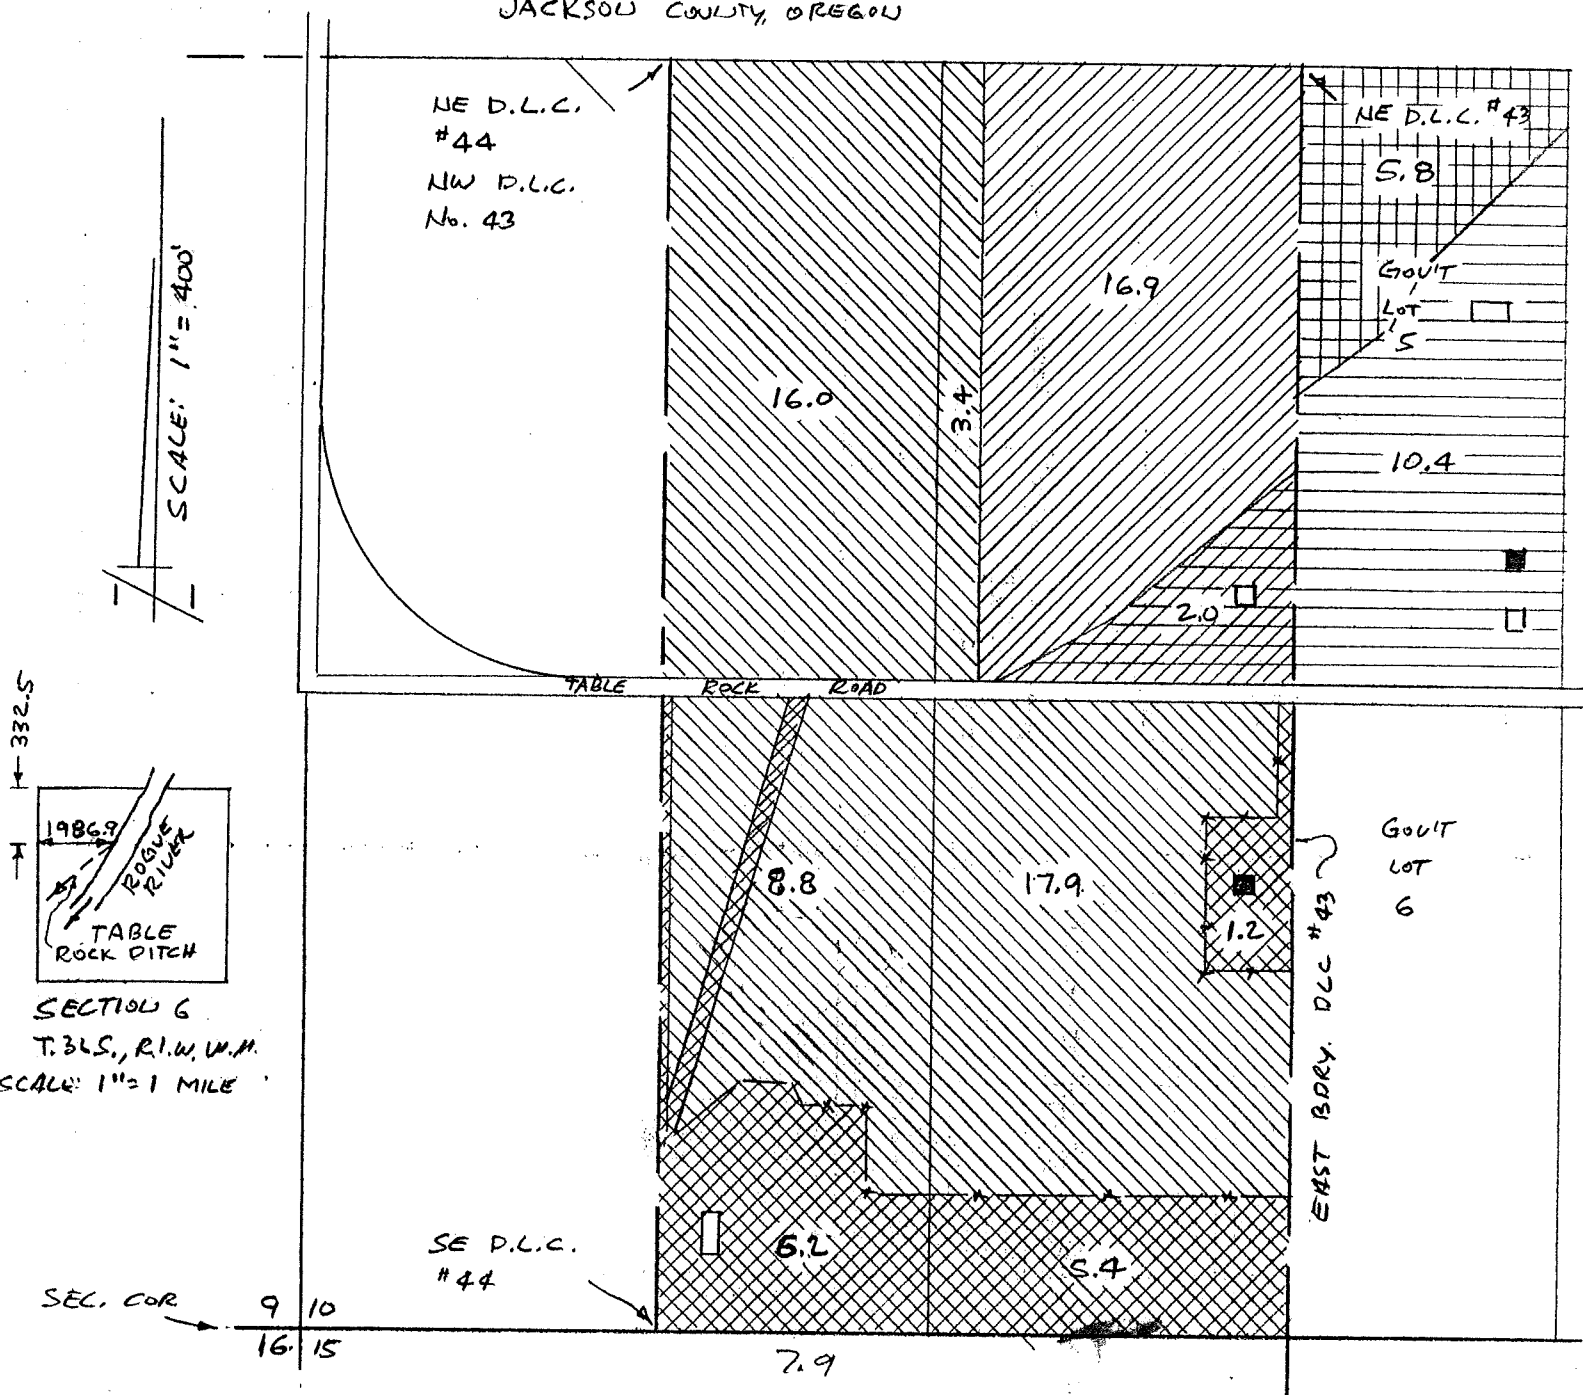 JACKSON COUNTY, OREGON
NE D.L.C.
#44
NW D.L.C.
No. 43
NE D.L.C. #43
5.8
GOV'T
LOT
5
16.9
16.0
3.4
10.4
2.0
SCALE: 1" = 400'
TABLE ROCK ROAD
332.5
1986.9
ROGUE
RIVER
TABLE
ROCK DITCH
SECTION 6
T.36S., R.1.W, W.M.
SCALE: 1" = 1 MILE
8.8
17.9
1.2
GOV'T
LOT
6
EAST BDRY. DLC #43
SE D.L.C.
#44
6.2
5.4
SEC. COR
9 10
16 15
7.9